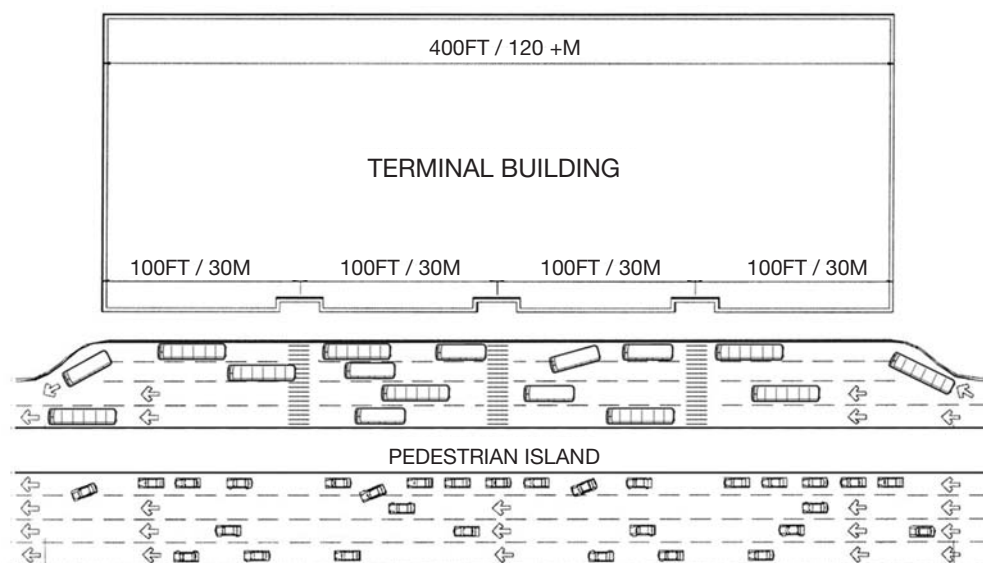 400FT / 120 +M
TERMINAL BUILDING
100FT / 30M
100FT / 30M
100FT / 30M
100FT / 30M
PEDESTRIAN ISLAND